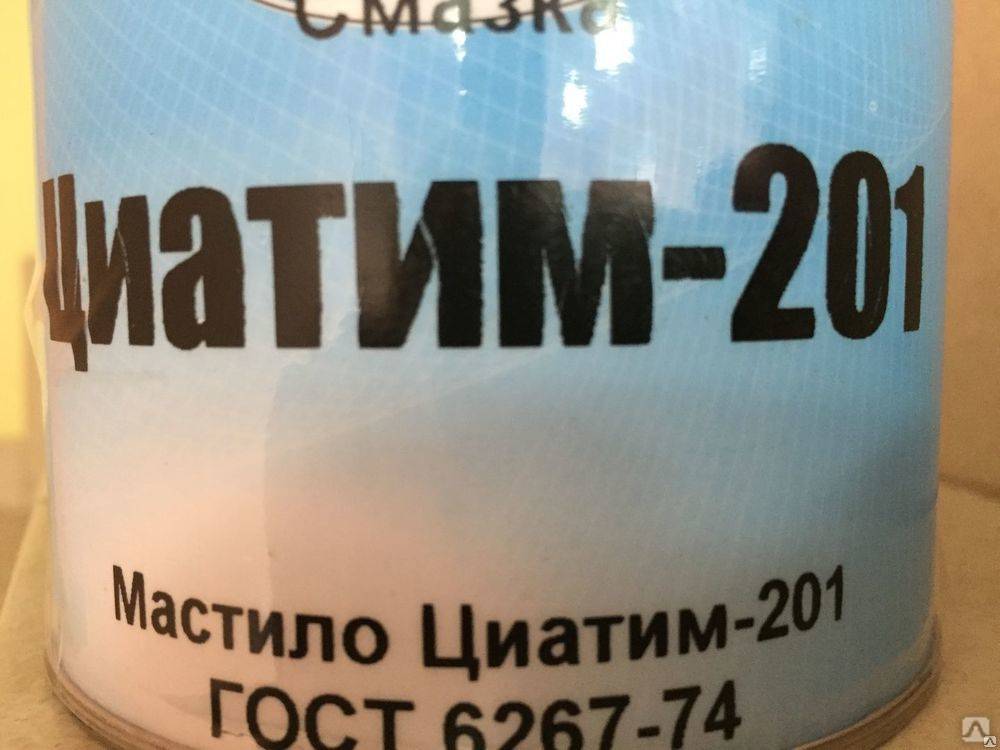 Смазка
Циатим-201
Мастило Циатим-201
ГОСТ 6267-74